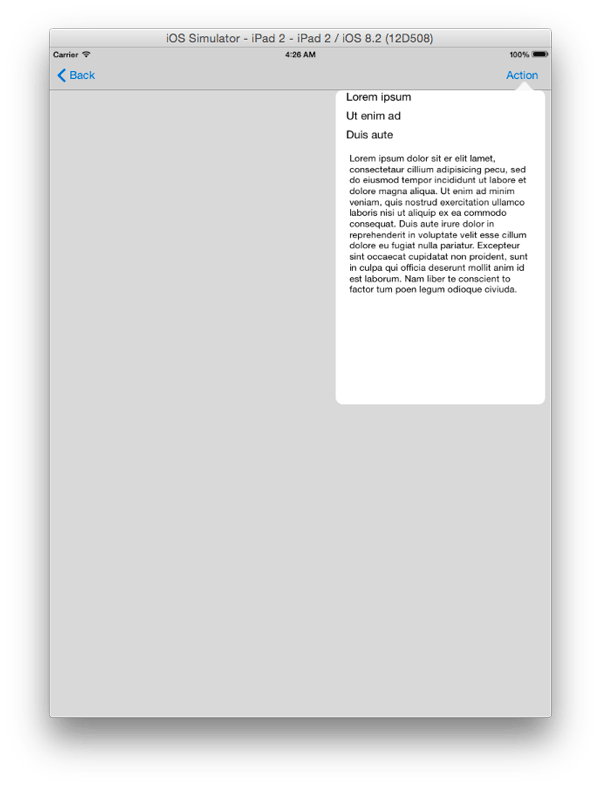 iOS Simulator - iPad 2 - iPad 2 / iOS 8.2 (12D508)
Carrier 4:26 AM 100%
Back Action
Lorem ipsum
Ut enim ad
Duis aute
Lorem ipsum dolor sit er elit lamet,
consectetaur cillium adipisicing pecu, sed
do eiusmod tempor incididunt ut labore et
dolore magna aliqua. Ut enim ad minim
veniam, quis nostrud exercitation ullamco
laboris nisi ut aliquip ex ea commodo
consequat. Duis aute irure dolor in
reprehenderit in voluptate velit esse cillum
dolore eu fugiat nulla pariatur. Excepteur
sint occaecat cupidatat non proident, sunt
in culpa qui officia deserunt mollit anim id
est laborum. Nam liber te conscient to
factor tum poen legum odioque civiuda.